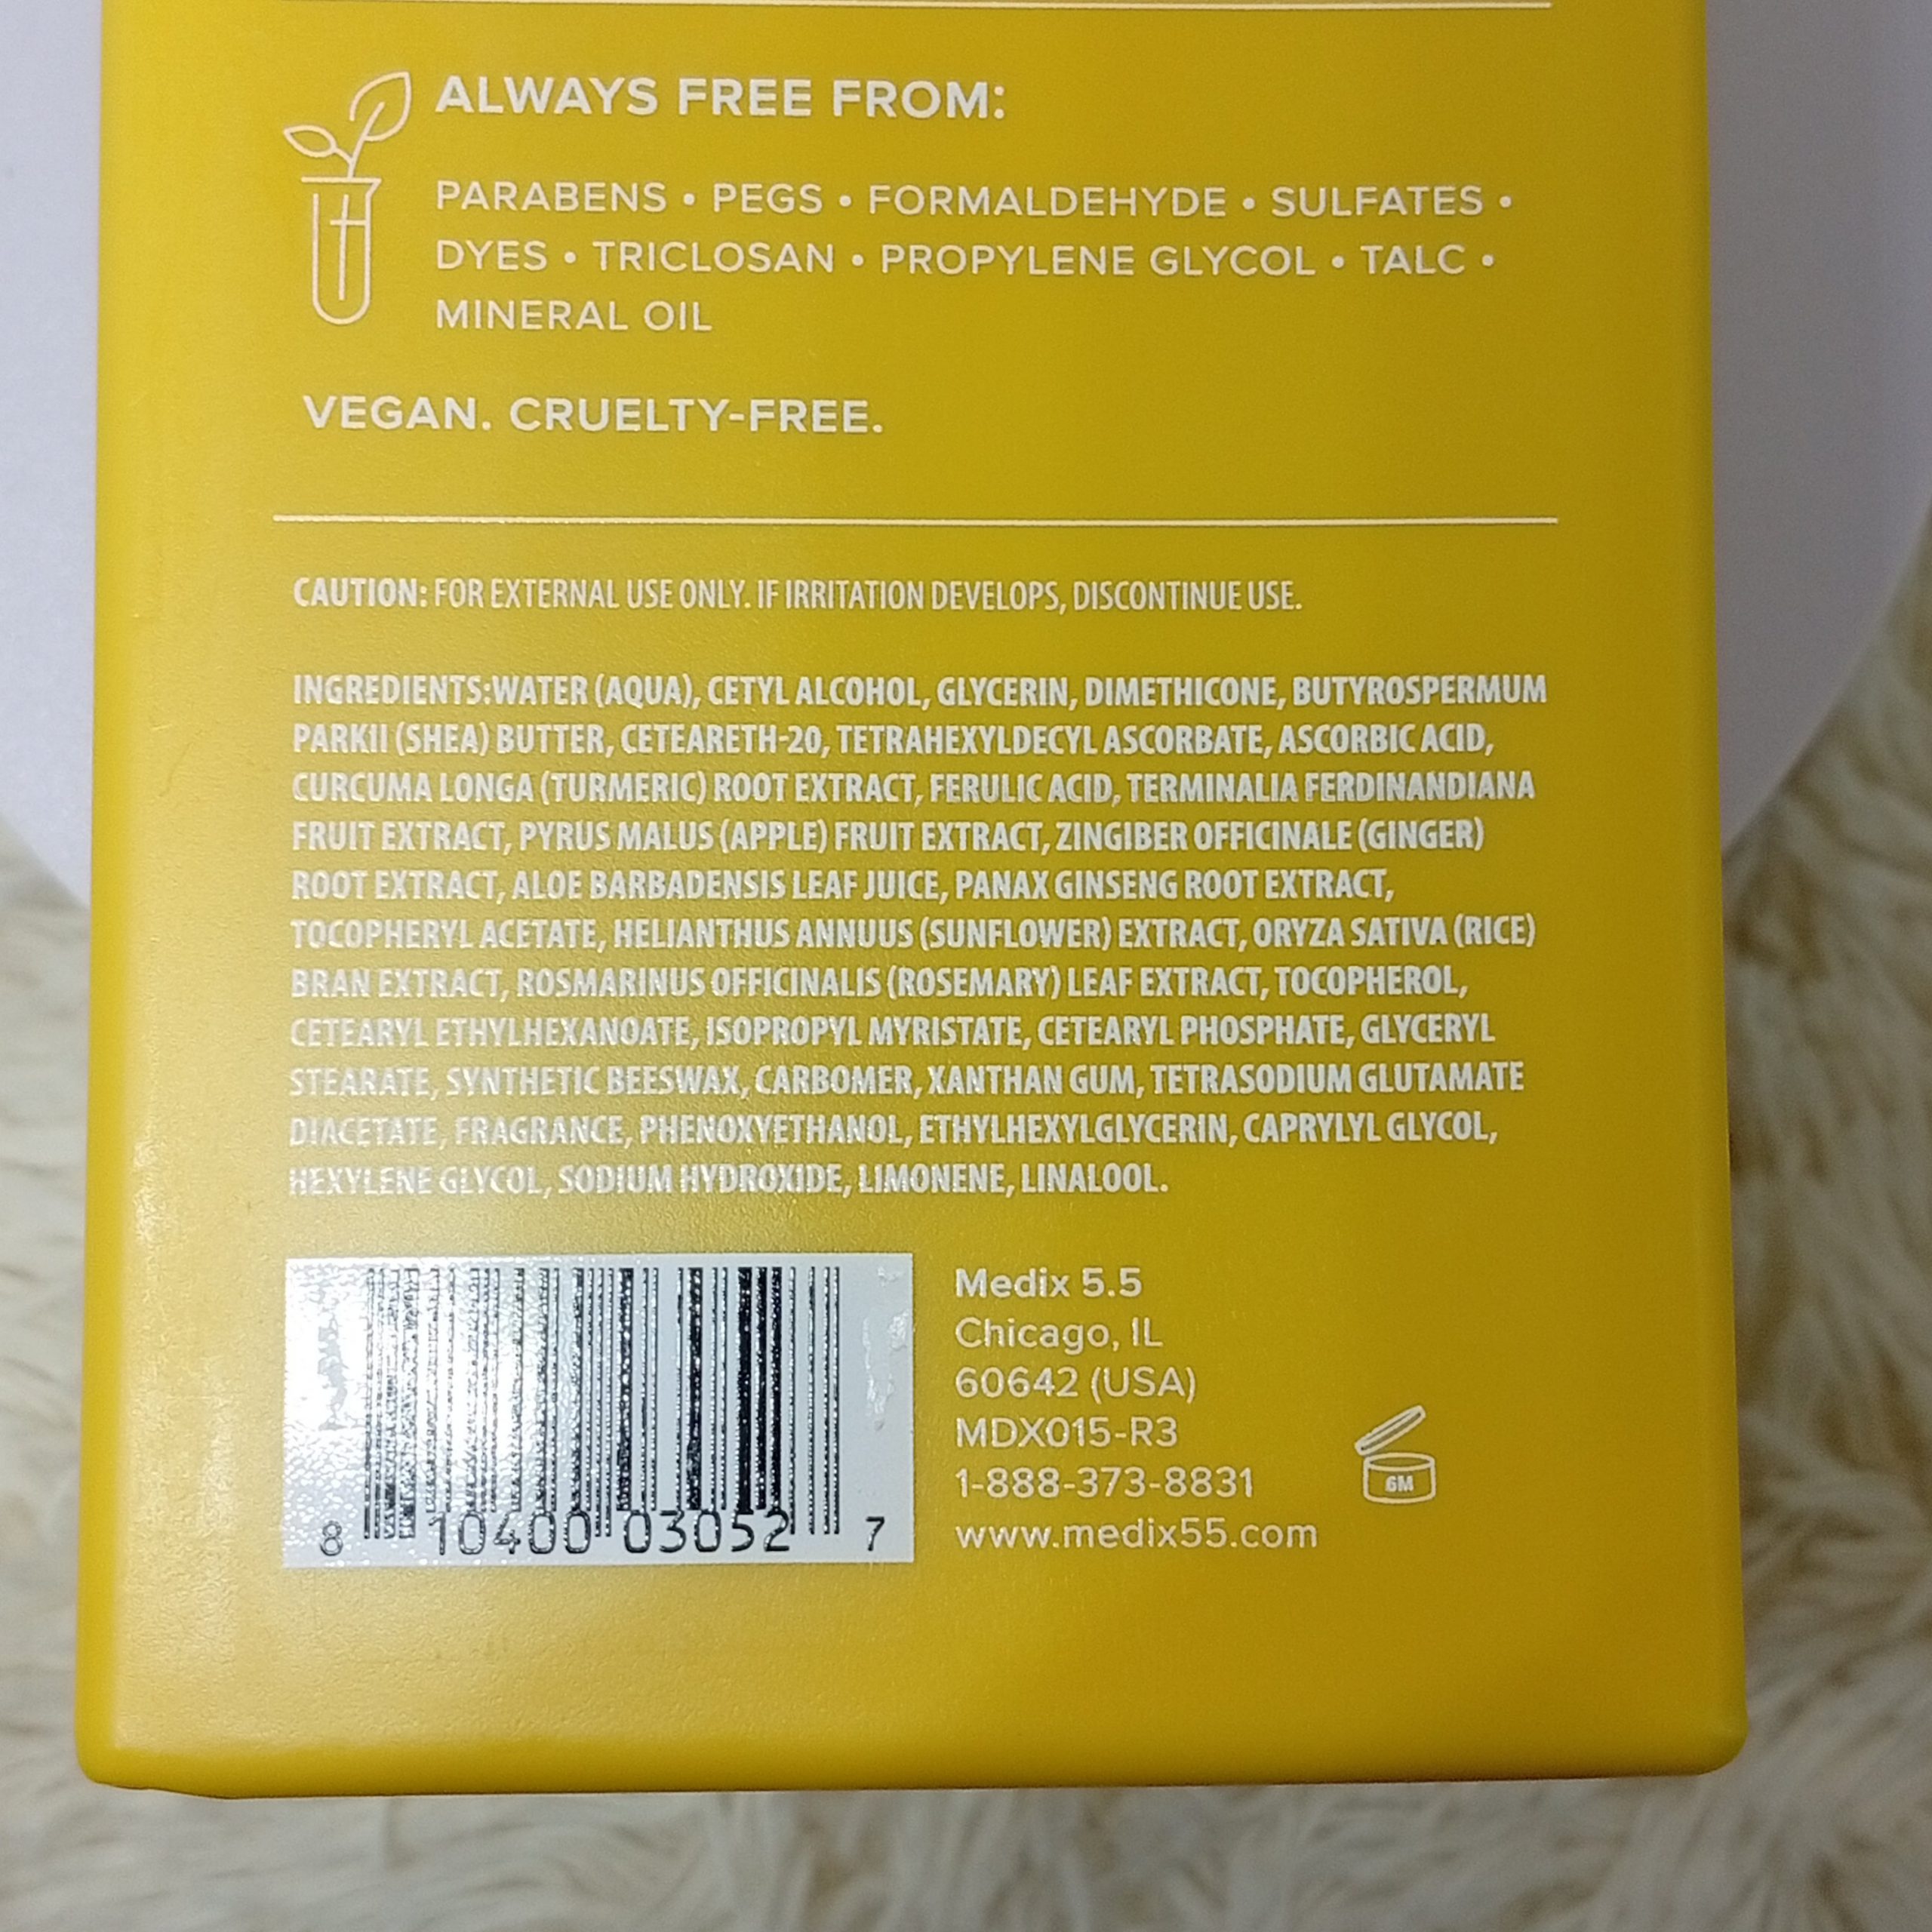 ALWAYS FREE FROM:
PARABENS • PEGS • FORMALDEHYDE • SULFATES •
DYES • TRICLOSAN • PROPYLENE GLYCOL • TALC •
MINERAL OIL
VEGAN. CRUELTY-FREE.
CAUTION: FOR EXTERNAL USE ONLY. IF IRRITATION DEVELOPS, DISCONTINUE USE.
INGREDIENTS:WATER (AQUA), CETYL ALCOHOL, GLYCERIN, DIMETHICONE, BUTYROSPERMUM
PARKII (SHEA) BUTTER, CETEARETH-20, TETRAHEXYLDECYL ASCORBATE, ASCORBIC ACID,
CURCUMA LONGA (TURMERIC) ROOT EXTRACT, FERULIC ACID, TERMINALIA FERDINANDIANA
FRUIT EXTRACT, PYRUS MALUS (APPLE) FRUIT EXTRACT, ZINGIBER OFFICINALE (GINGER)
ROOT EXTRACT, ALOE BARBADENSIS LEAF JUICE, PANAX GINSENG ROOT EXTRACT,
TOCOPHERYL ACETATE, HELIANTHUS ANNUUS (SUNFLOWER) EXTRACT, ORYZA SATIVA (RICE)
BRAN EXTRACT, ROSMARINUS OFFICINALIS (ROSEMARY) LEAF EXTRACT, TOCOPHEROL,
CETEARYL ETHYLHEXANOATE, ISOPROPYL MYRISTATE, CETEARYL PHOSPHATE, GLYCERYL
STEARATE, SYNTHETIC BEESWAX, CARBOMER, XANTHAN GUM, TETRASODIUM GLUTAMATE
DIACETATE, FRAGRANCE, PHENOXYETHANOL, ETHYLHEXYLGLYCERIN, CAPRYLYL GLYCOL,
HEXYLENE GLYCOL, SODIUM HYDROXIDE, LIMONENE, LINALOOL.
8 10400 03052 7
Medix 5.5
Chicago, IL
60642 (USA)
MDX015-R3
1-888-373-8831
www.medix55.com
6M